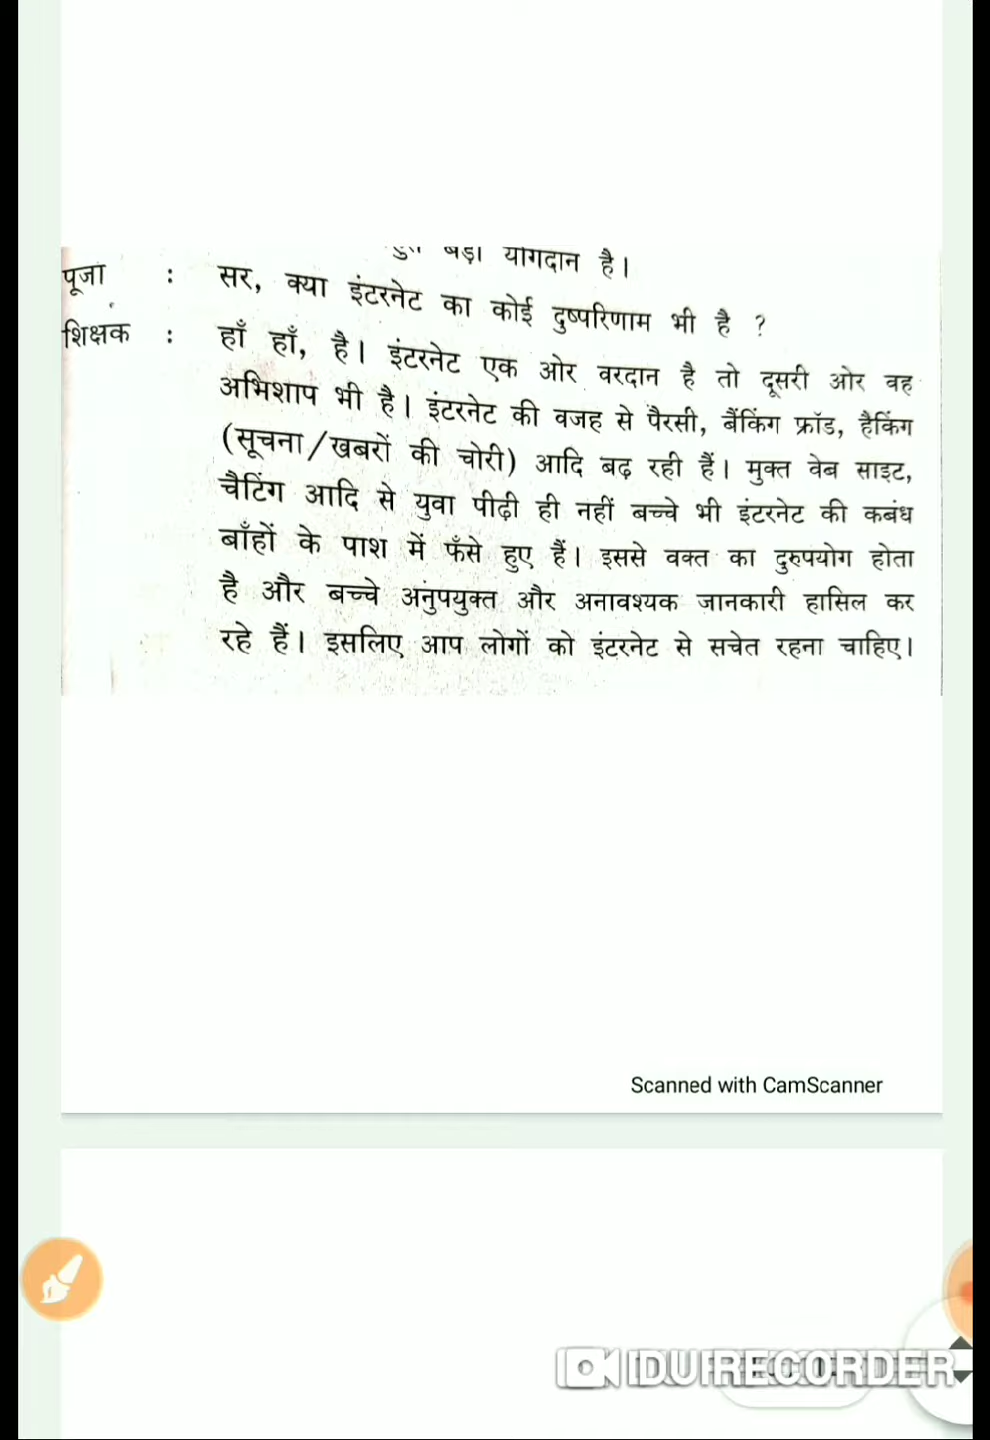 बड़ा योगदान है।
पूजा : सर, क्या इंटरनेट का कोई दुष्परिणाम भी है ?
शिक्षक : हाँ हाँ, है। इंटरनेट एक ओर वरदान है तो दूसरी ओर वह
अभिशाप भी है। इंटरनेट की वजह से पैरसी, बैंकिंग फ्रॉड, हैकिंग
(सूचना/खबरों की चोरी) आदि बढ़ रही हैं। मुक्त वेब साइट,
चैटिंग आदि से युवा पीढ़ी ही नहीं बच्चे भी इंटरनेट की कबंध
बाँहों के पाश में फँसे हुए हैं। इससे वक्त का दुरुपयोग होता
है और बच्चे अनुंपयुक्त और अनावश्यक जानकारी हासिल कर
रहे हैं। इसलिए आप लोगों को इंटरनेट से सचेत रहना चाहिए।
Scanned with CamScanner
DU RECORDER